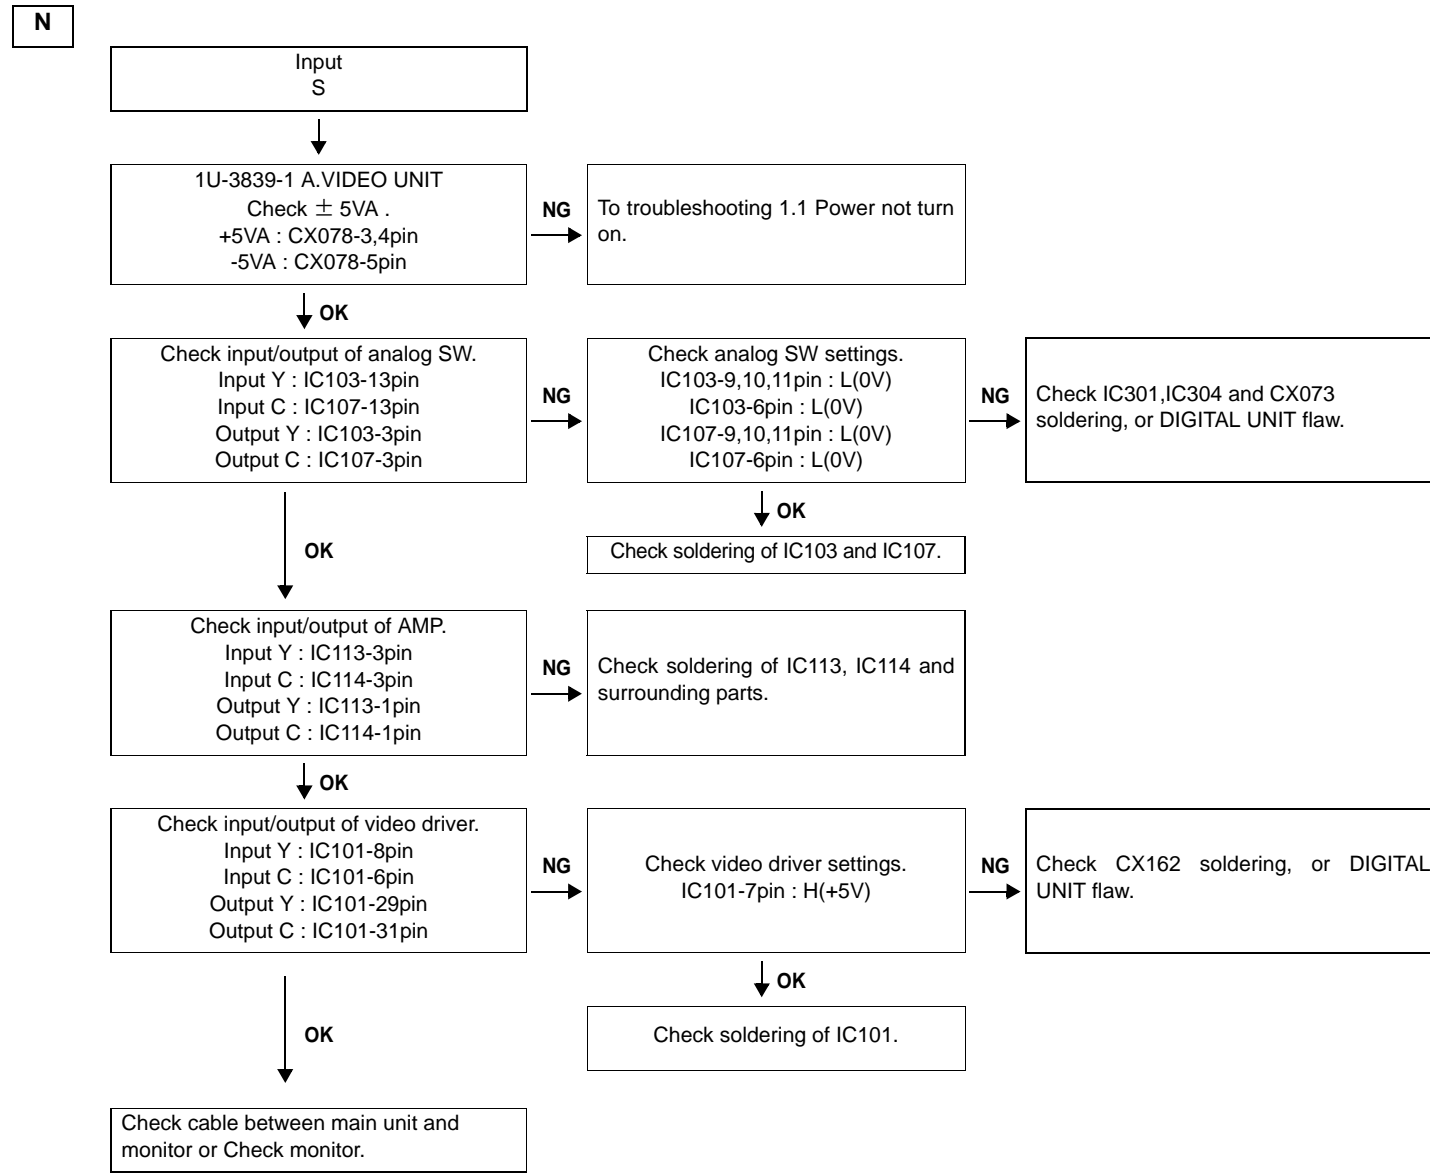 N
Input
S
1U-3839-1 A.VIDEO UNIT
Check ± 5VA .
+5VA : CX078-3,4pin
-5VA : CX078-5pin
NG
To troubleshooting 1.1 Power not turn
on.
OK
Check input/output of analog SW.
Input Y : IC103-13pin
Input C : IC107-13pin
Output Y : IC103-3pin
Output C : IC107-3pin
NG
Check analog SW settings.
IC103-9,10,11pin : L(0V)
IC103-6pin : L(0V)
IC107-9,10,11pin : L(0V)
IC107-6pin : L(0V)
NG
Check IC301,IC304 and CX073
soldering, or DIGITAL UNIT flaw.
OK
Check soldering of IC103 and IC107.
OK
Check input/output of AMP.
Input Y : IC113-3pin
Input C : IC114-3pin
Output Y : IC113-1pin
Output C : IC114-1pin
NG
Check soldering of IC113, IC114 and
surrounding parts.
OK
Check input/output of video driver.
Input Y : IC101-8pin
Input C : IC101-6pin
Output Y : IC101-29pin
Output C : IC101-31pin
NG
Check video driver settings.
IC101-7pin : H(+5V)
NG
Check CX162 soldering, or DIGITAL
UNIT flaw.
OK
Check soldering of IC101.
OK
Check cable between main unit and
monitor or Check monitor.